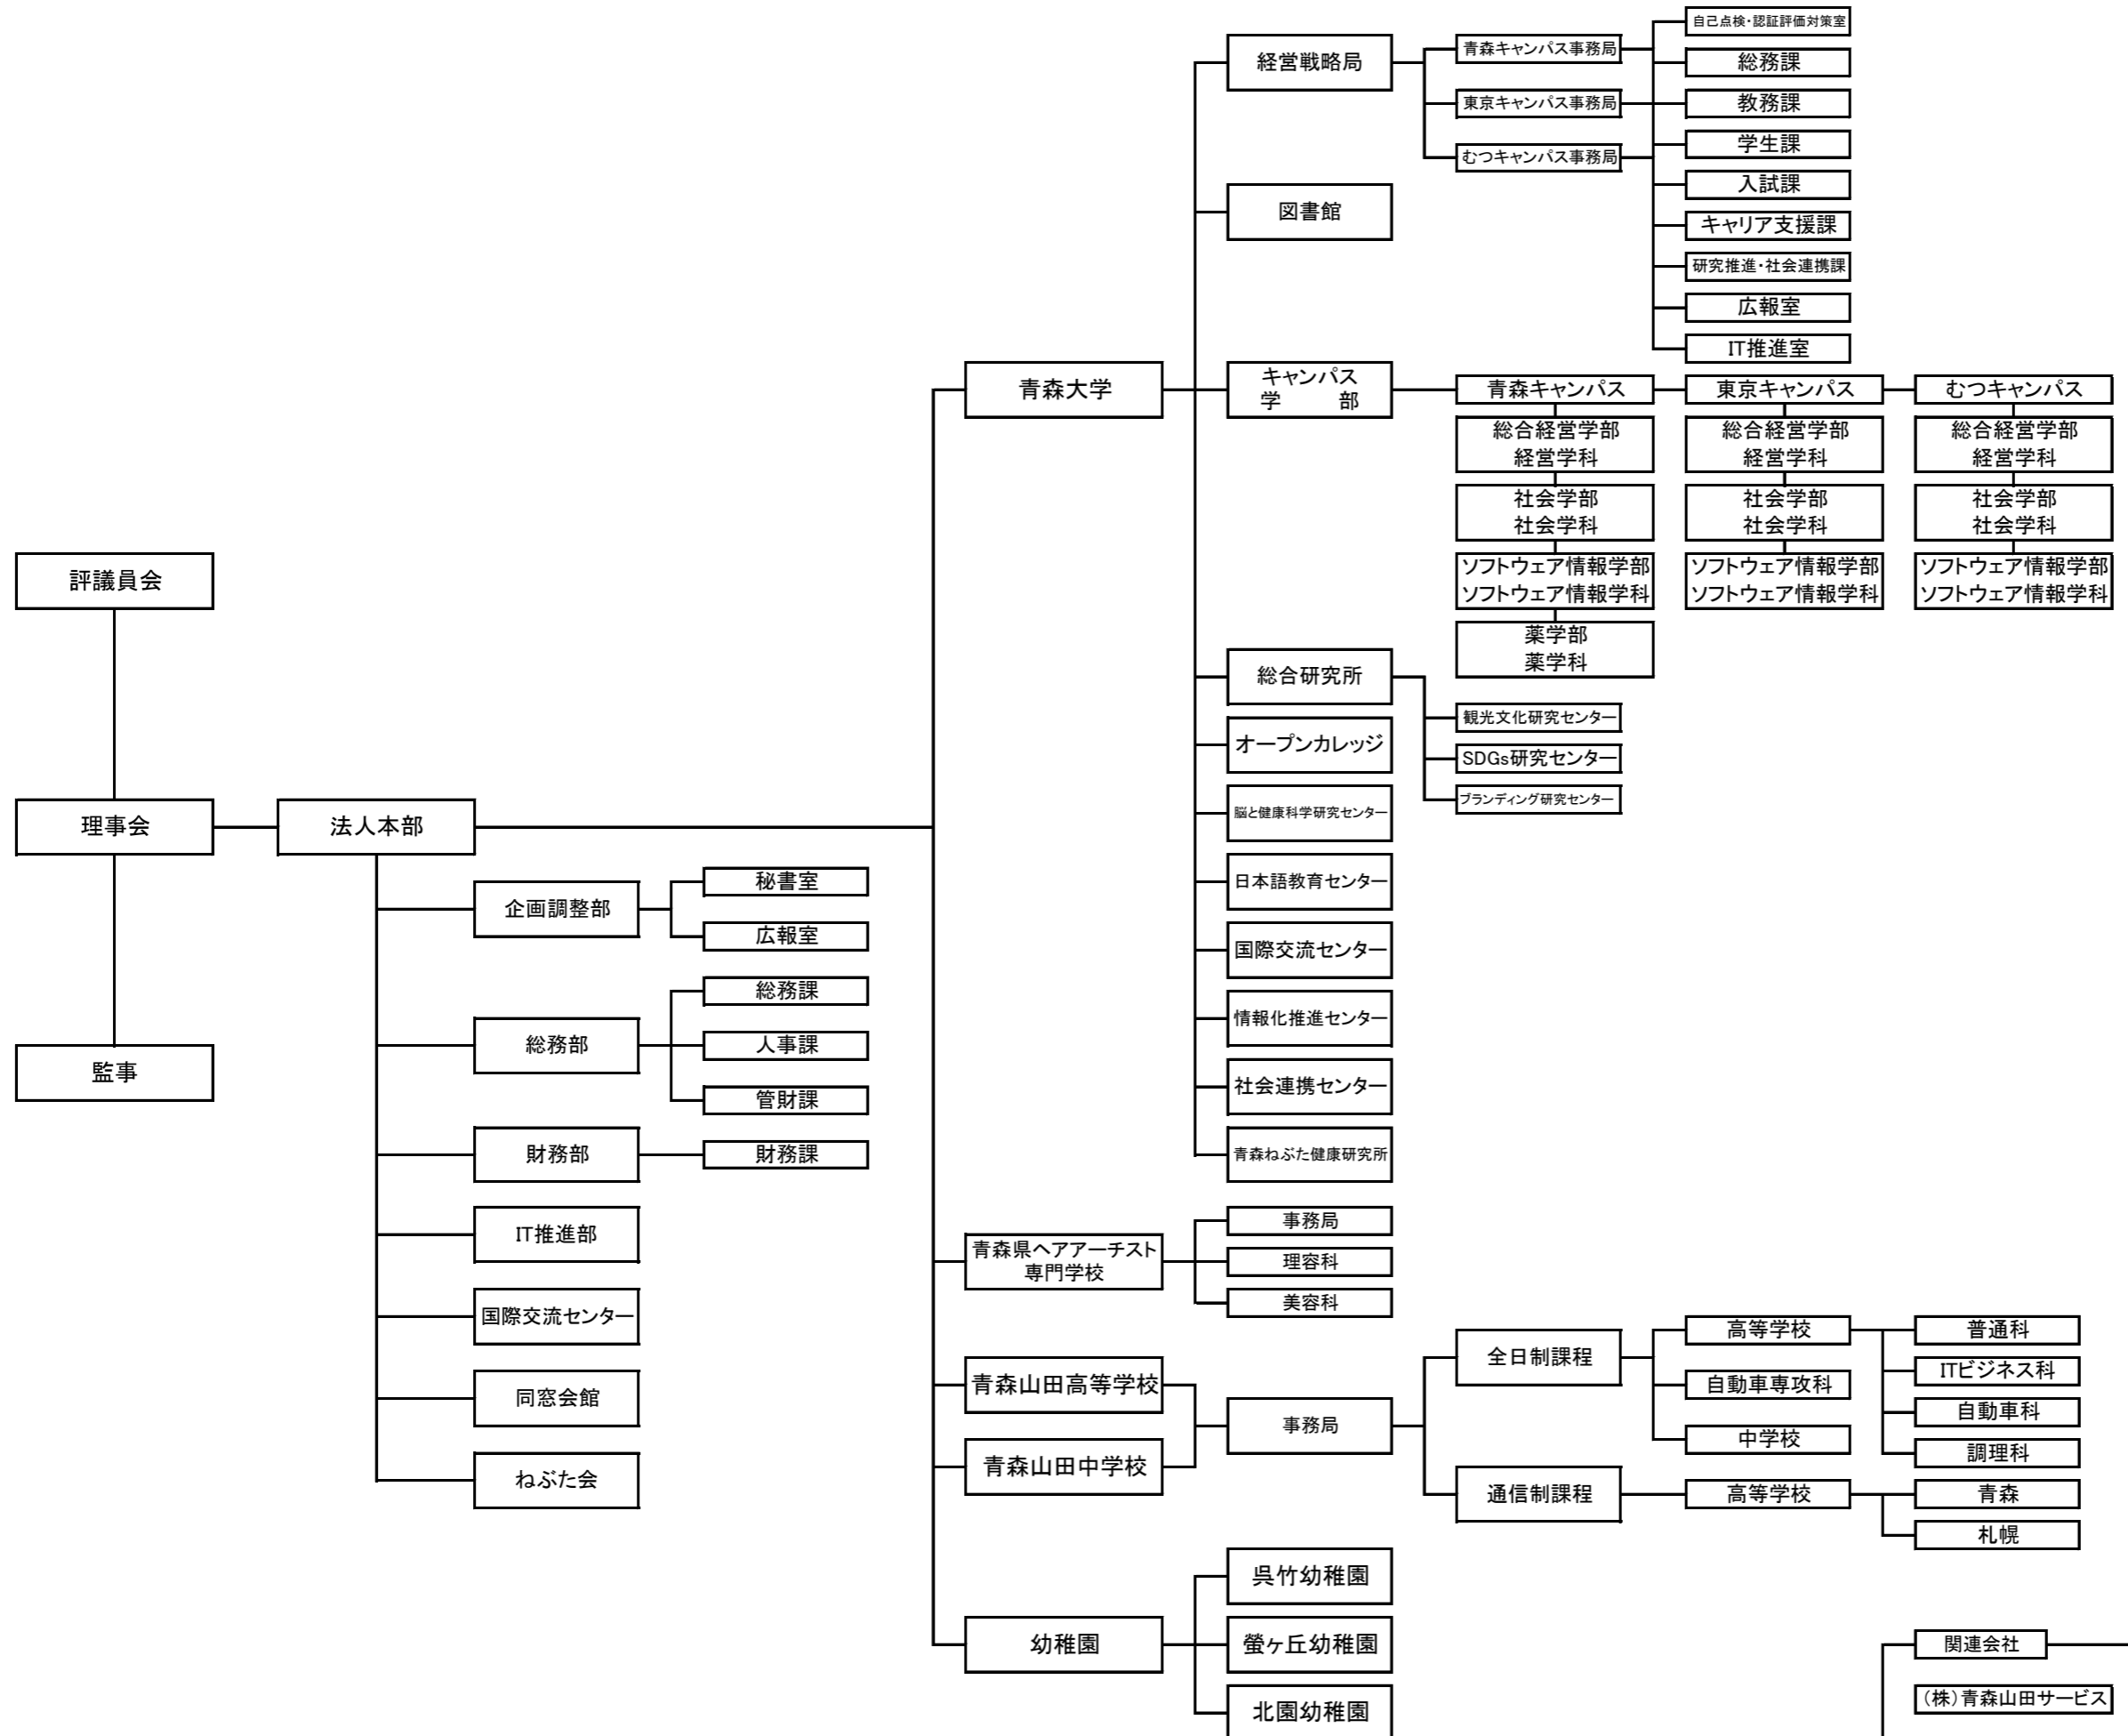 評議員会
理事会
監事
法人本部
企画調整部
秘書室
広報室
総務部
総務課
人事課
管財課
財務部
財務課
IT推進部
国際交流センター
同窓会館
ねぶた会
青森大学
経営戦略局
青森キャンパス事務局
東京キャンパス事務局
むつキャンパス事務局
自己点検・認証評価対策室
総務課
教務課
学生課
入試課
キャリア支援課
研究推進・社会連携課
広報室
IT推進室
図書館
キャンパス
学　　部
青森キャンパス
総合経営学部
経営学科
社会学部
社会学科
ソフトウェア情報学部
ソフトウェア情報学科
薬学部
薬学科
東京キャンパス
総合経営学部
経営学科
社会学部
社会学科
ソフトウェア情報学部
ソフトウェア情報学科
むつキャンパス
総合経営学部
経営学科
社会学部
社会学科
ソフトウェア情報学部
ソフトウェア情報学科
総合研究所
観光文化研究センター
SDGs研究センター
ブランディング研究センター
オープンカレッジ
脳と健康科学研究センター
日本語教育センター
国際交流センター
情報化推進センター
社会連携センター
青森ねぶた健康研究所
青森県ヘアアーチスト
専門学校
事務局
理容科
美容科
青森山田高等学校
青森山田中学校
事務局
全日制課程
高等学校
普通科
ITビジネス科
自動車科
調理科
自動車専攻科
中学校
通信制課程
高等学校
青森
札幌
幼稚園
呉竹幼稚園
螢ヶ丘幼稚園
北園幼稚園
関連会社
（株）青森山田サービス